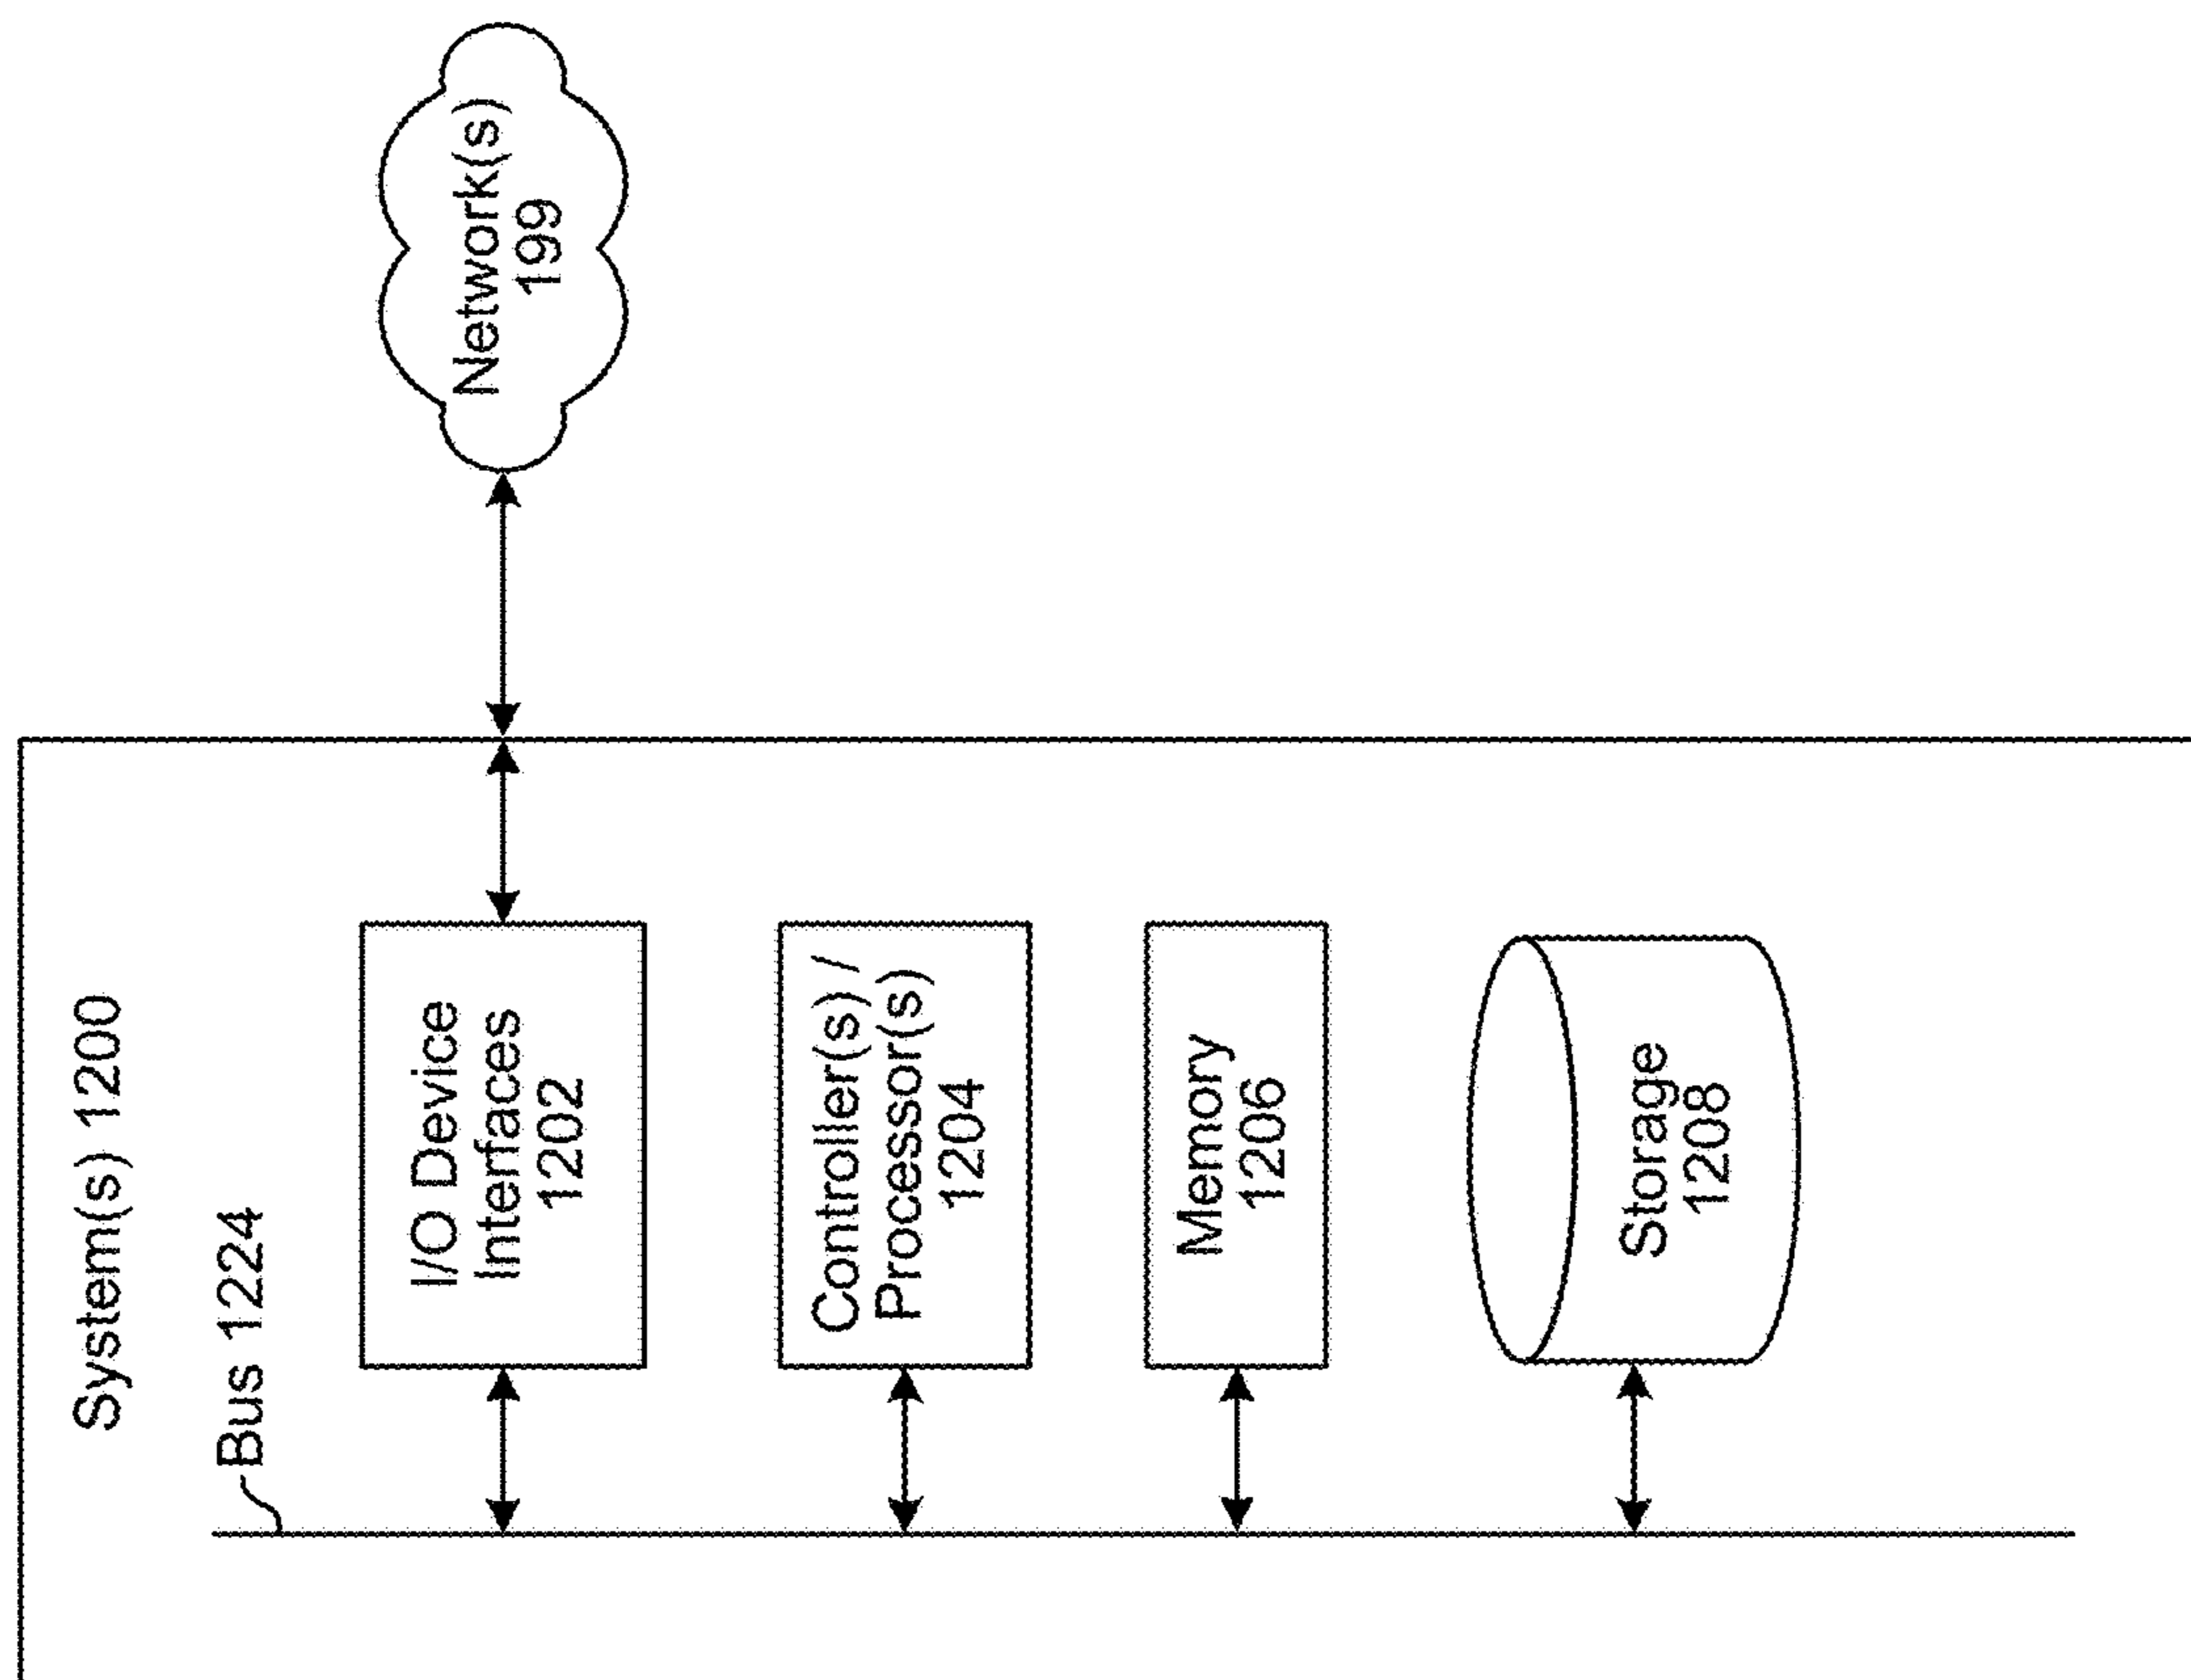 System(s) 1200
Bus 1224
I/O Device
Interfaces
1202
Network(s)
199
Controller(s) /
Processor(s)
1204
Memory
1206
Storage
1208